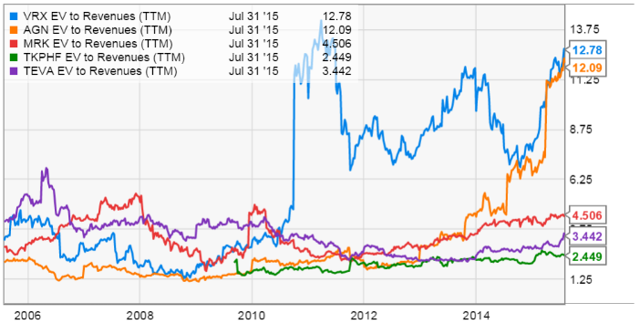 VRX EV to Revenues (TTM) Jul 31 '15 12.78
AGN EV to Revenues (TTM) Jul 31 '15 12.09
MRK EV to Revenues (TTM) Jul 31 '15 4.506
TKPHF EV to Revenues (TTM) Jul 31 '15 2.449
TEVA EV to Revenues (TTM) Jul 31 '15 3.442
13.75
12.78
12.09
11.25
8.75
6.25
4.506
3.442
2.449
1.25
2006 2008 2010 2012 2014